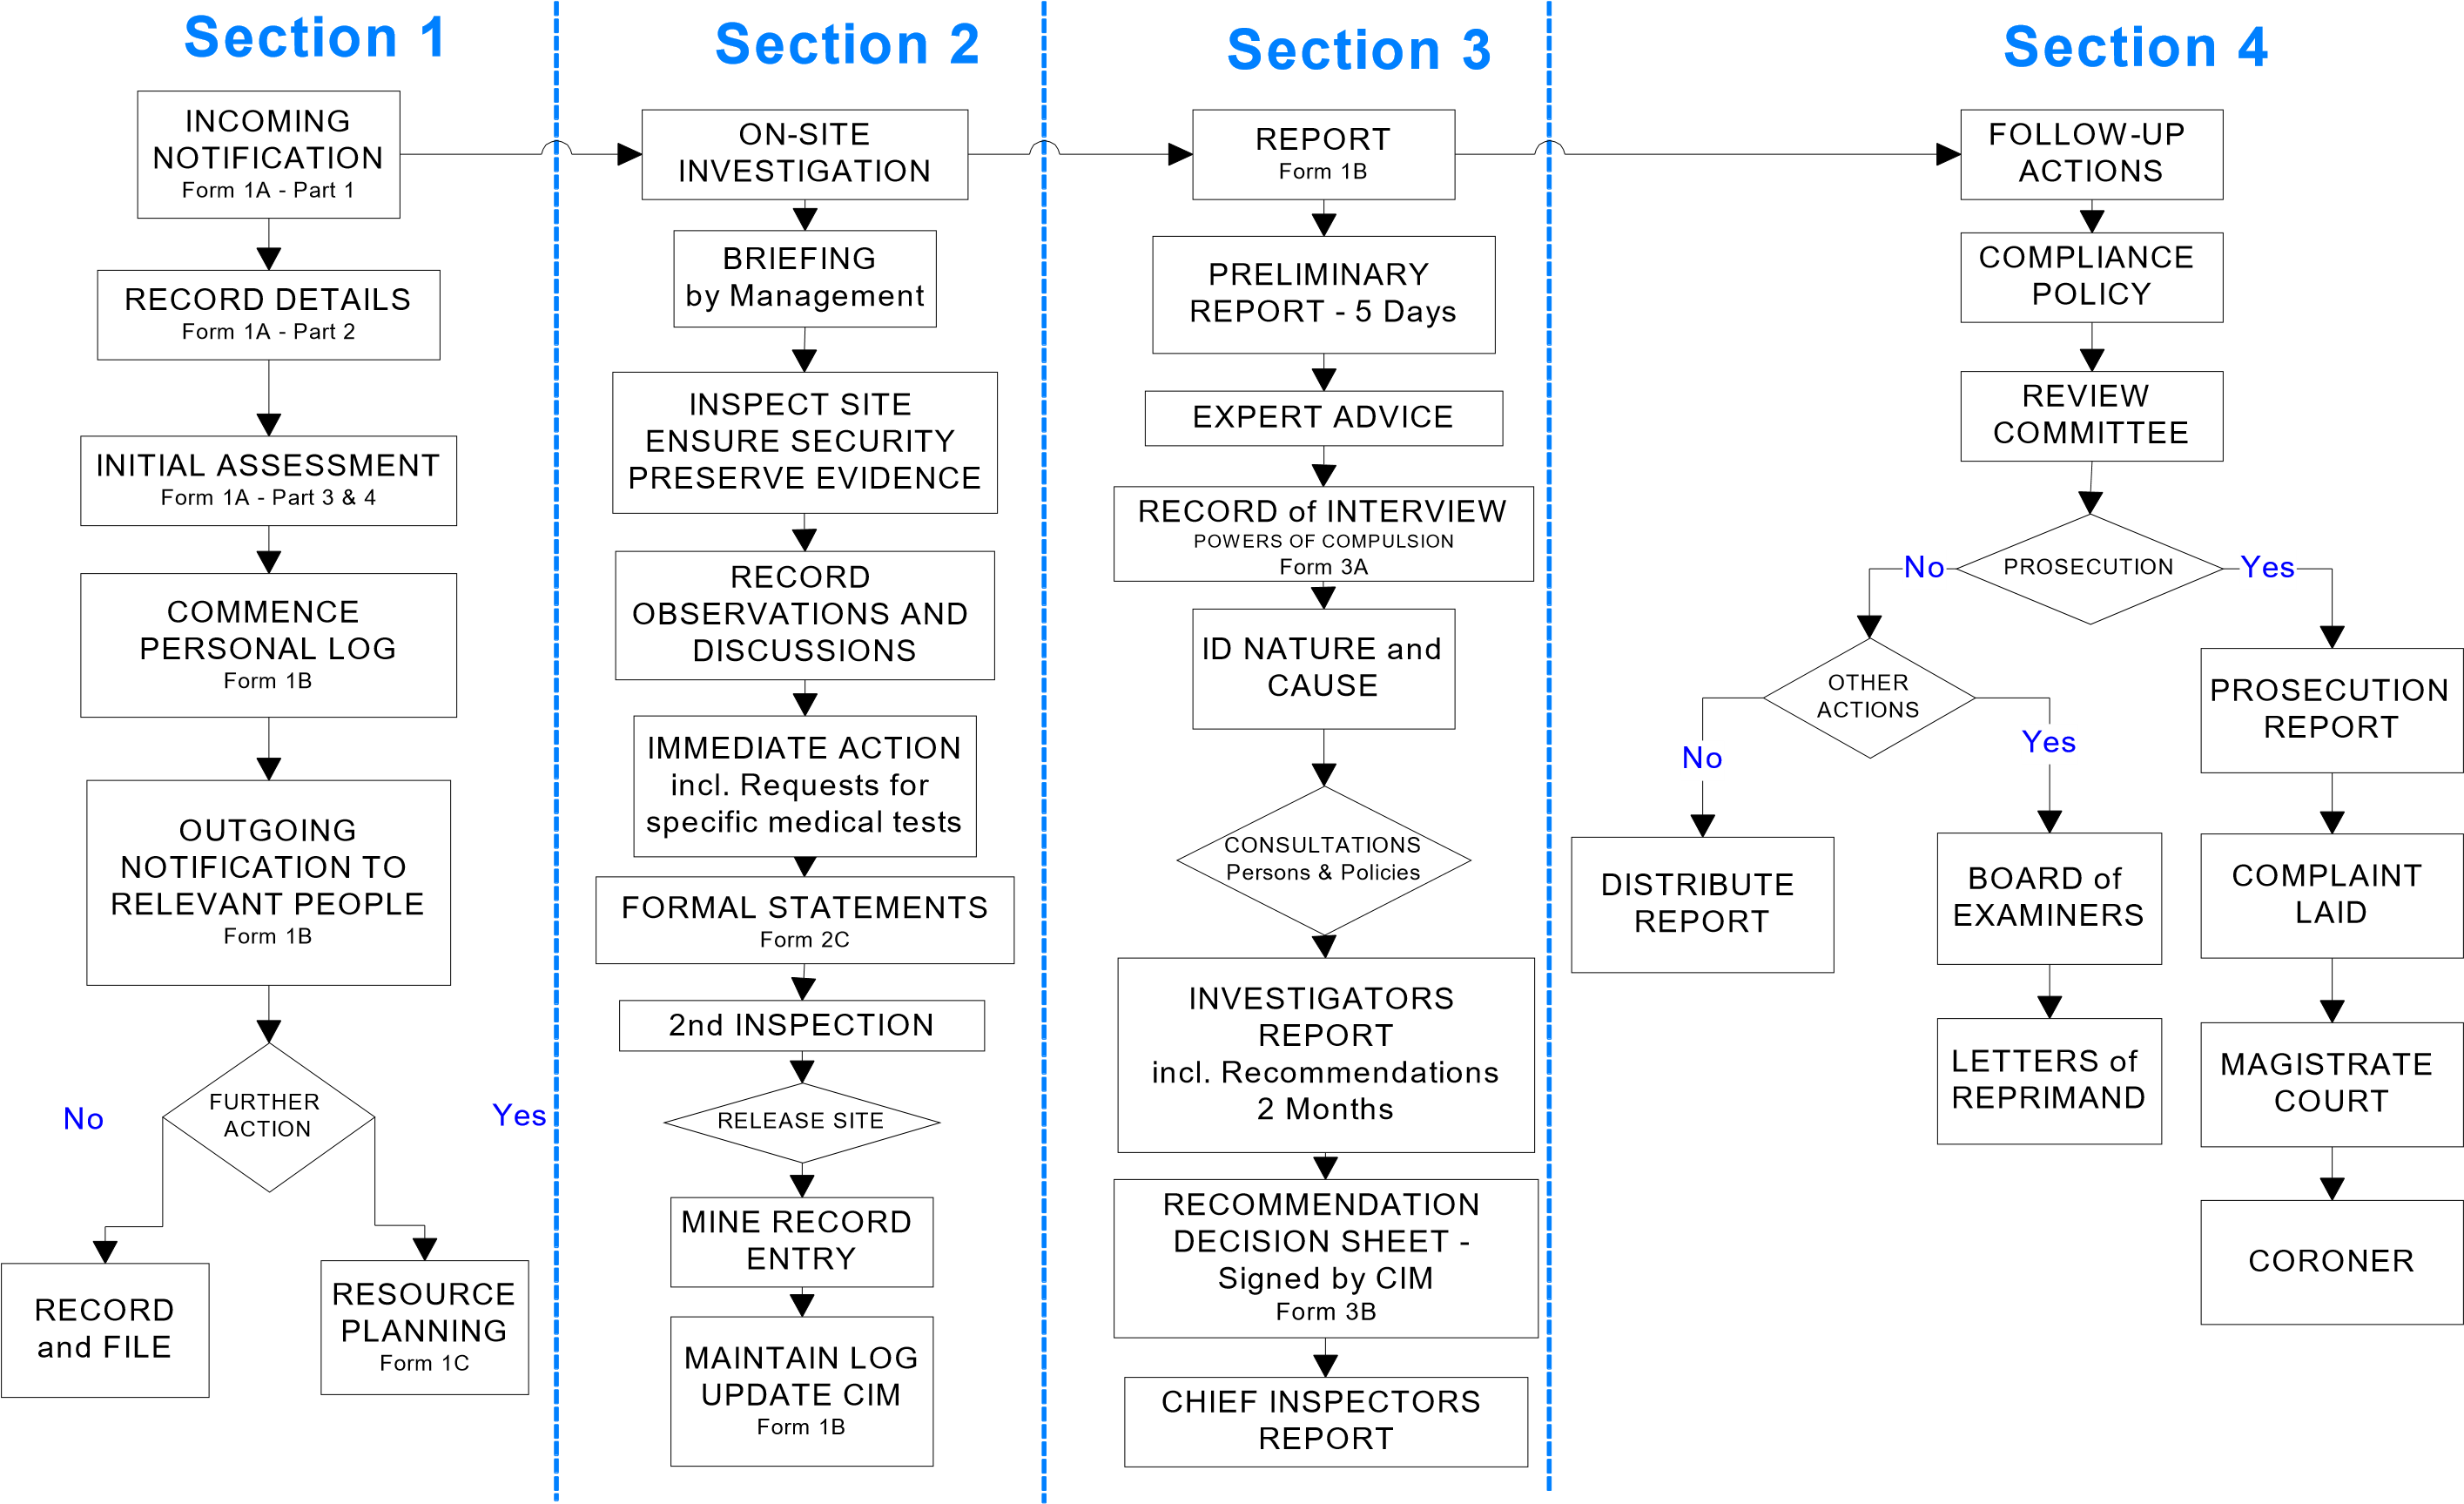 Section 1
INCOMING
NOTIFICATION
Form 1A - Part 1
RECORD DETAILS
Form 1A - Part 2
INITIAL ASSESSMENT
Form 1A - Part 3 & 4
COMMENCE
PERSONAL LOG
Form 1B
OUTGOING
NOTIFICATION TO
RELEVANT PEOPLE
Form 1B
FURTHER
ACTION
No
Yes
RECORD
and FILE
RESOURCE
PLANNING
Form 1C
Section 2
ON-SITE
INVESTIGATION
BRIEFING
by Management
INSPECT SITE
ENSURE SECURITY
PRESERVE EVIDENCE
RECORD
OBSERVATIONS AND
DISCUSSIONS
IMMEDIATE ACTION
incl. Requests for
specific medical tests
FORMAL STATEMENTS
Form 2C
2nd INSPECTION
RELEASE SITE
MINE RECORD
ENTRY
MAINTAIN LOG
UPDATE CIM
Form 1B
Section 3
REPORT
Form 1B
PRELIMINARY
REPORT - 5 Days
EXPERT ADVICE
RECORD of INTERVIEW
POWERS OF COMPULSION
Form 3A
ID NATURE and
CAUSE
CONSULTATIONS
Persons & Policies
INVESTIGATORS
REPORT
incl. Recommendations
2 Months
RECOMMENDATION
DECISION SHEET -
Signed by CIM
Form 3B
CHIEF INSPECTORS
REPORT
Section 4
FOLLOW-UP
ACTIONS
COMPLIANCE
POLICY
REVIEW
COMMITTEE
PROSECUTION
No
Yes
OTHER
ACTIONS
No
Yes
DISTRIBUTE
REPORT
BOARD of
EXAMINERS
LETTERS of
REPRIMAND
PROSECUTION
REPORT
COMPLAINT
LAID
MAGISTRATE
COURT
CORONER